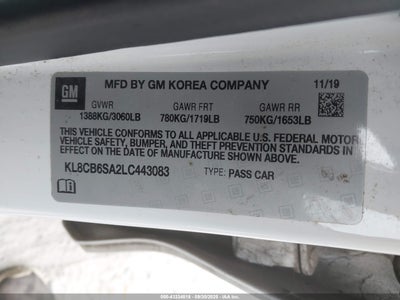 GM MFD BY GM KOREA COMPANY 11/19
GVWR GAWR FRT GAWR RR
1388KG/3060LB 780KG/1719LB 750KG/1653LB
THIS VEHICLE CONFORMS TO ALL APPLICABLE U.S. FEDERAL MOTOR
VEHICLE SAFETY, BUMPER, AND THEFT PREVENTION STANDARDS IN
EFFECT ON THE DATE OF MANUFACTURE SHOWN ABOVE.
KL8CB6SA2LC443083 TYPE: PASS CAR